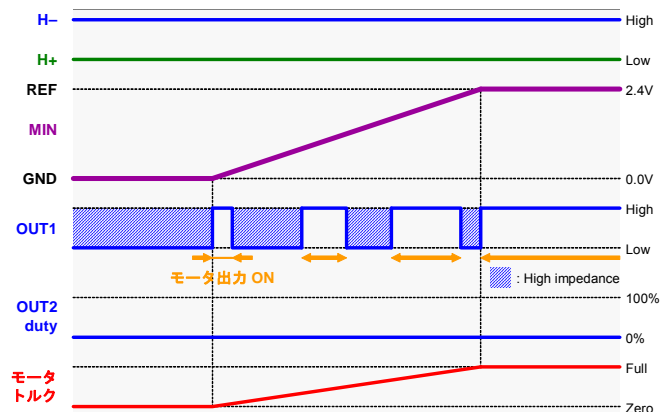 H– High
H+ Low
REF 2.4V
MIN
GND 0.0V
High
OUT1
Low
モータ出力 ON
: High impedance
OUT2
duty
100%
0%
モータ
トルク
Full
Zero